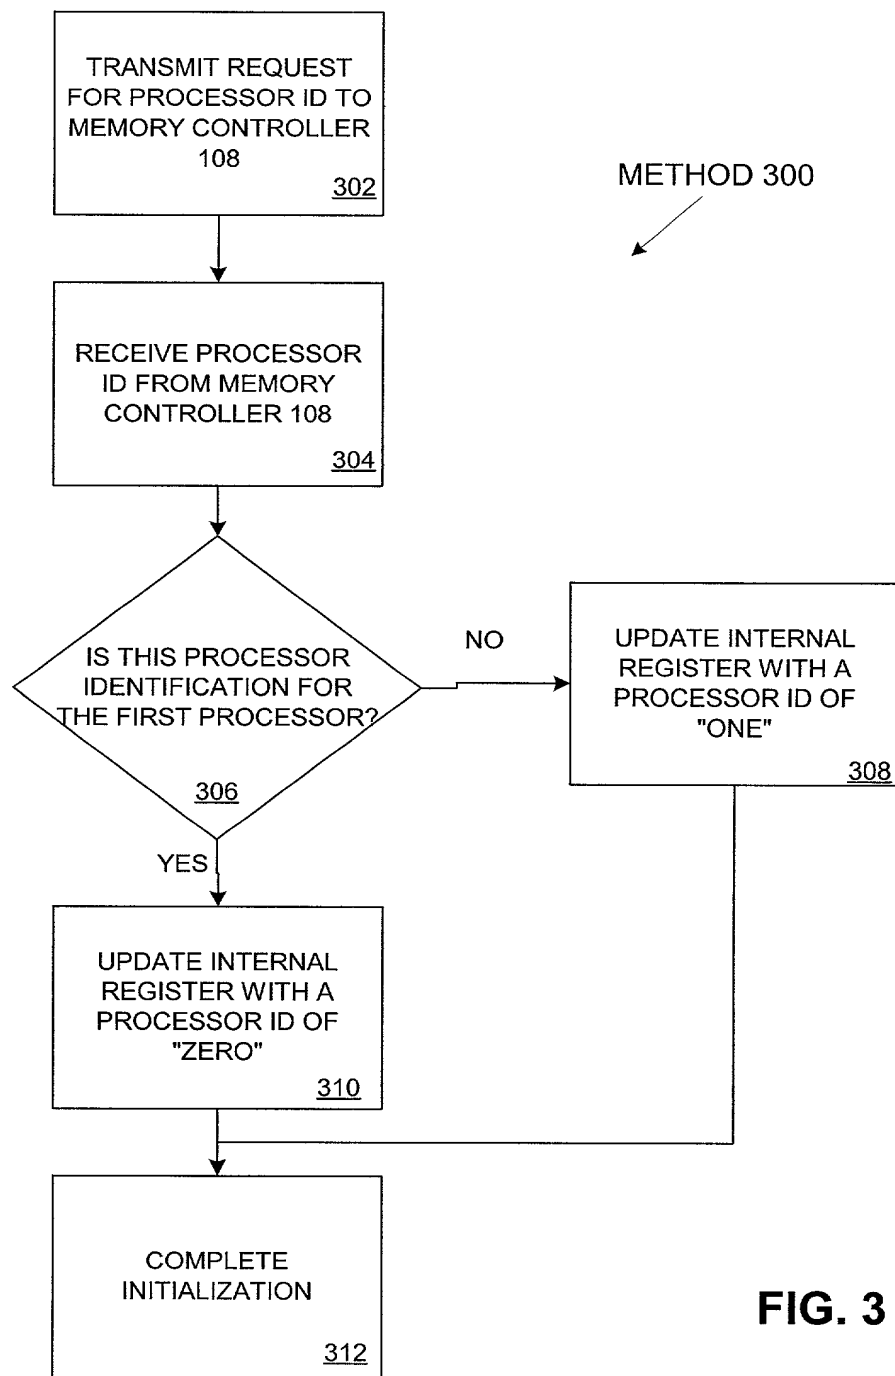 TRANSMIT REQUEST
FOR PROCESSOR ID TO
MEMORY CONTROLLER
108
302
METHOD 300
RECEIVE PROCESSOR
ID FROM MEMORY
CONTROLLER 108
304
IS THIS PROCESSOR
IDENTIFICATION FOR
THE FIRST PROCESSOR?
306
NO
UPDATE INTERNAL
REGISTER WITH A
PROCESSOR ID OF
"ONE"
308
YES
UPDATE INTERNAL
REGISTER WITH A
PROCESSOR ID OF
"ZERO"
310
COMPLETE
INITIALIZATION
312
FIG. 3